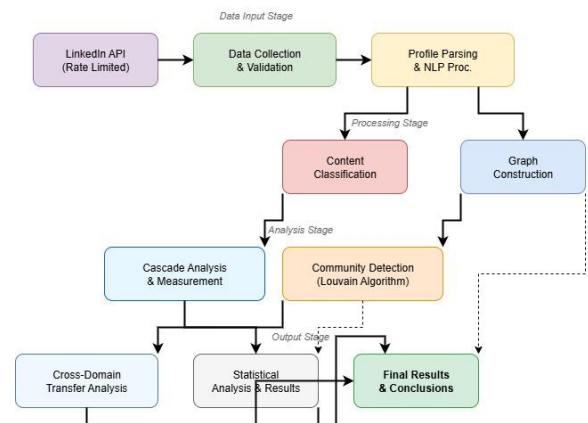 Data Input Stage
LinkedIn API
(Rate Limited)
Data Collection
& Validation
Profile Parsing
& NLP Proc.
Processing Stage
Content
Classification
Graph
Construction
Analysis Stage
Cascade Analysis
& Measurement
Community Detection
(Louvain Algorithm)
Output Stage
Cross-Domain
Transfer Analysis
Statistical
Analysis & Results
Final Results
& Conclusions